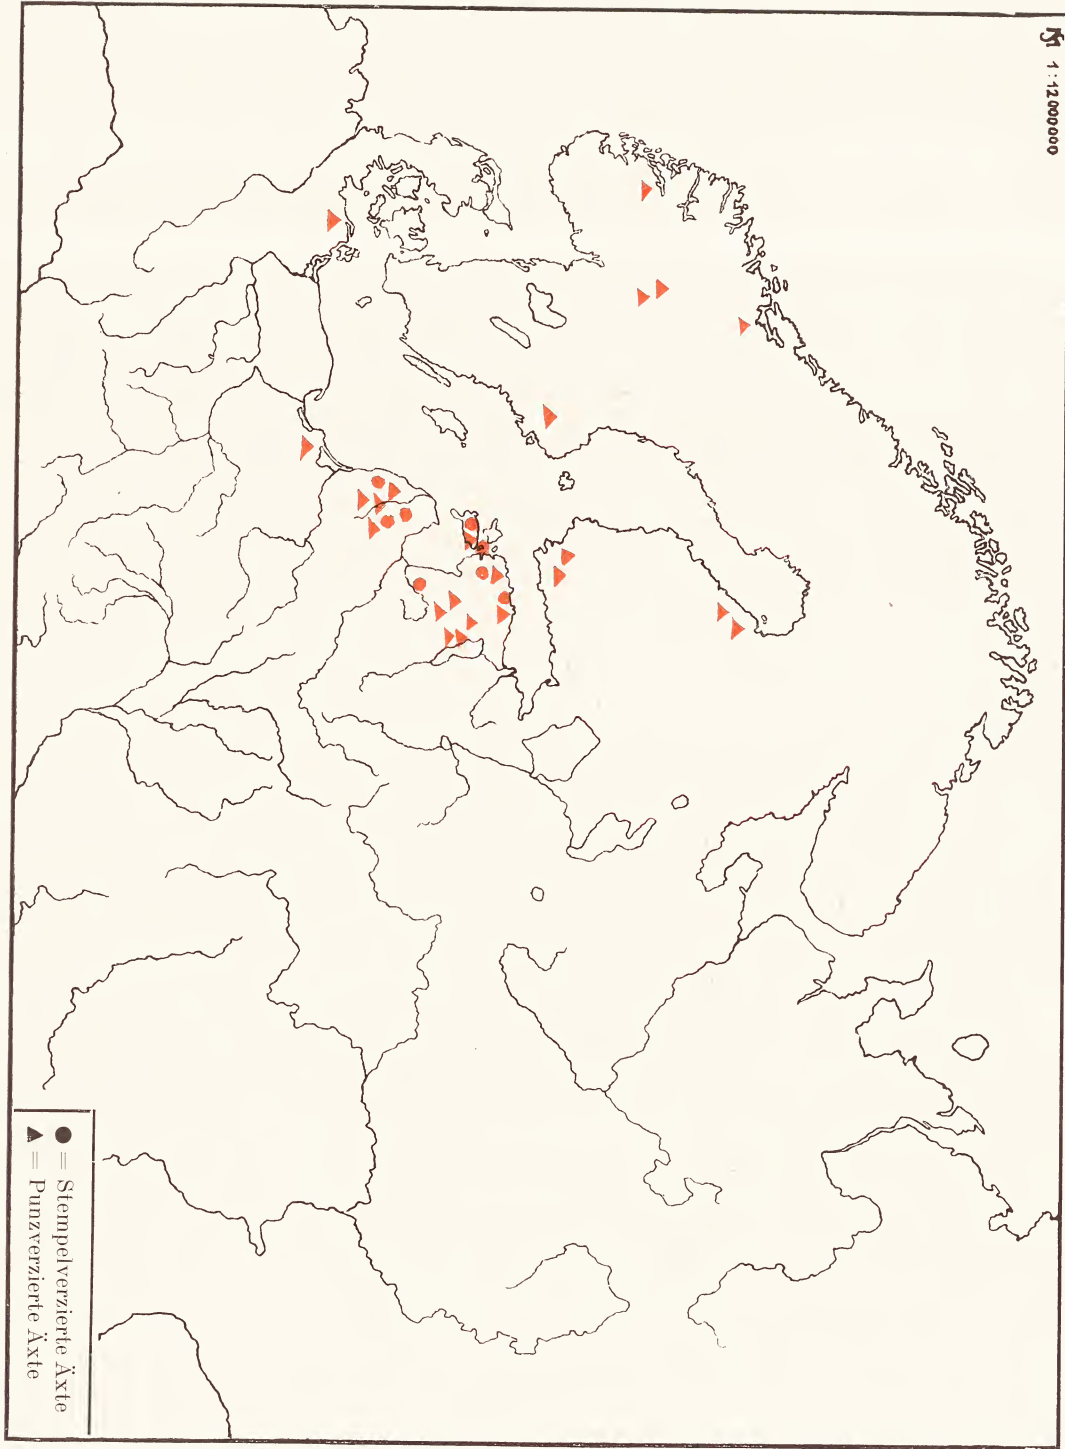 1:12000000
● = Stempelverzierte Äxte
▲ = Punzverzierte Äxte